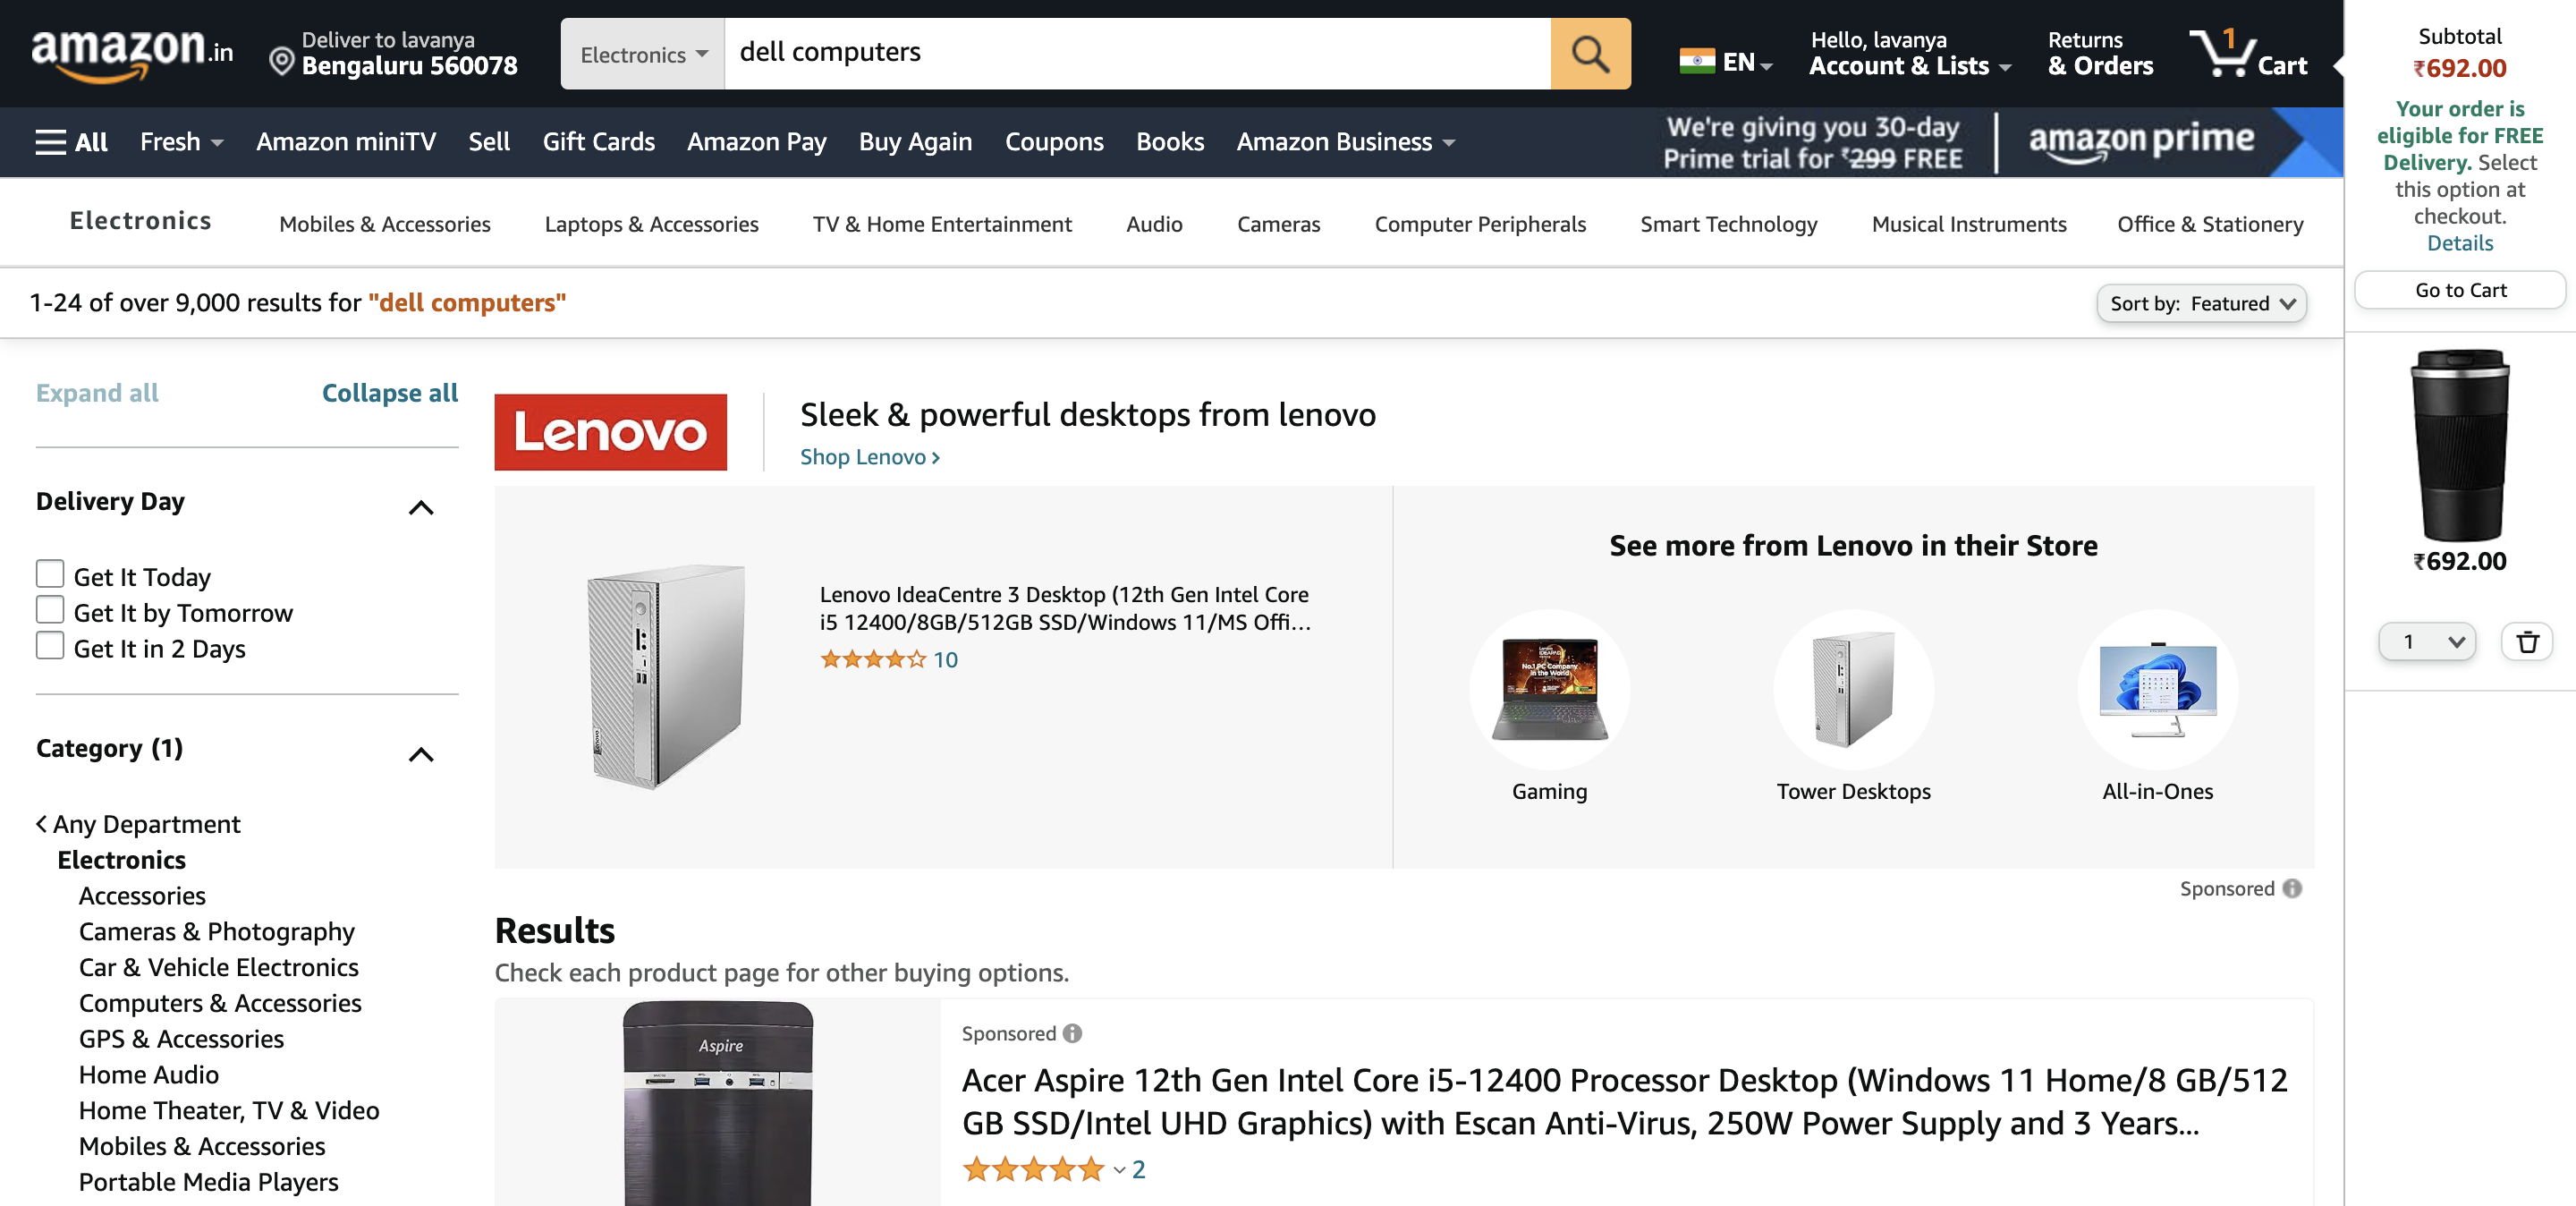 amazon.in
Deliver to lavanya
Bengaluru 560078
Electronics
dell computers
EN
Hello, lavanya
Account & Lists
Returns
& Orders
1
Cart
All
Fresh
Amazon miniTV
Sell
Gift Cards
Amazon Pay
Buy Again
Coupons
Books
Amazon Business
We're giving you 30-day
Prime trial for ₹299 FREE
amazon prime
Electronics
Mobiles & Accessories
Laptops & Accessories
TV & Home Entertainment
Audio
Cameras
Computer Peripherals
Smart Technology
Musical Instruments
Office & Stationery
1-24 of over 9,000 results for "dell computers"
Sort by: Featured
Expand all
Collapse all
Delivery Day
Get It Today
Get It by Tomorrow
Get It in 2 Days
Category (1)
Any Department
Electronics
Accessories
Cameras & Photography
Car & Vehicle Electronics
Computers & Accessories
GPS & Accessories
Home Audio
Home Theater, TV & Video
Mobiles & Accessories
Portable Media Players
Lenovo
Sleek & powerful desktops from lenovo
Shop Lenovo ›
Lenovo
Lenovo IdeaCentre 3 Desktop (12th Gen Intel Core
i5 12400/8GB/512GB SSD/Windows 11/MS Offi…
10
See more from Lenovo in their Store
No.1 PC Company
in the World
Gaming
Tower Desktops
All-in-Ones
Sponsored
Results
Check each product page for other buying options.
Aspire
Sponsored
Acer Aspire 12th Gen Intel Core i5-12400 Processor Desktop (Windows 11 Home/8 GB/512
GB SSD/Intel UHD Graphics) with Escan Anti-Virus, 250W Power Supply and 3 Years...
2
Subtotal
₹692.00
Your order is
eligible for FREE
Delivery. Select
this option at
checkout.
Details
Go to Cart
₹692.00
1